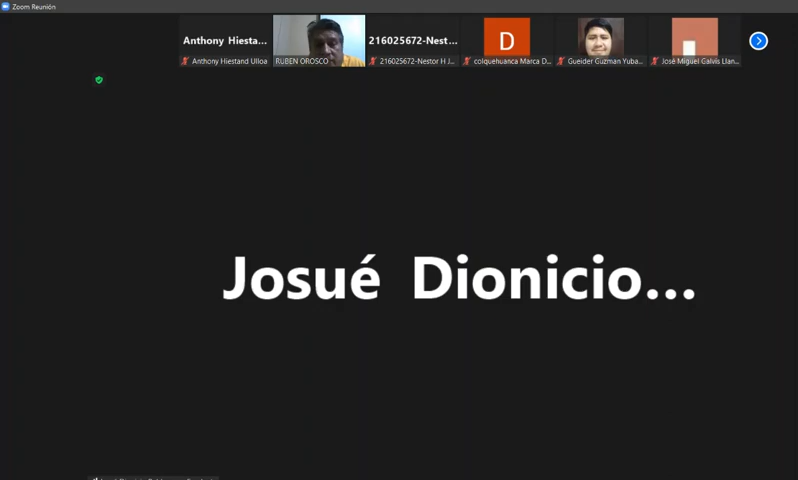 Zoom Reunión
Anthony Hiesta...
216025672-Nest...
D
Anthony Hiestand Ulloa
RUBEN OROSCO
216025672-Nestor H J...
colquehuanca Marca D...
Gueider Guzman Yuba...
José Miguel Galvis Llan...
Josué Dionicio...